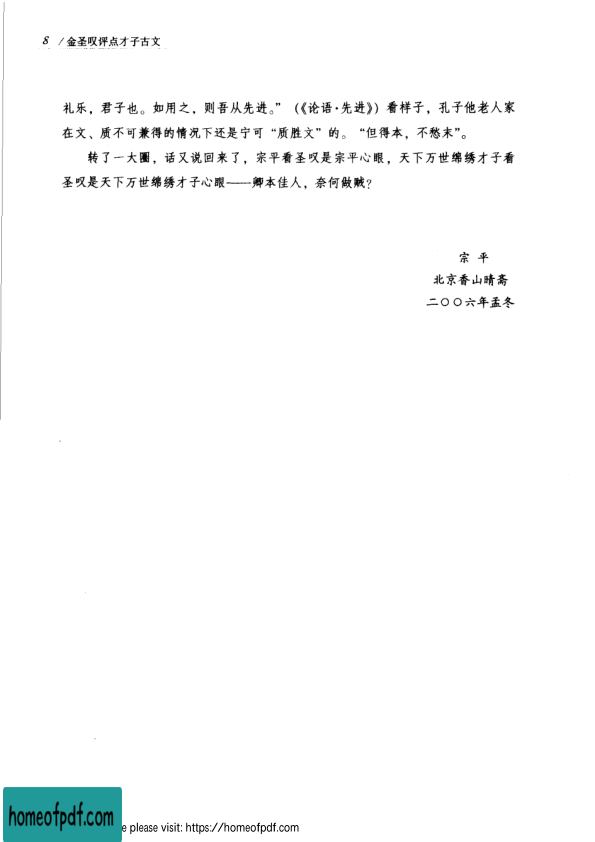 8 /金圣叹评点才子古文
礼乐，君子也。如用之，则吾从先进。”（《论语·先进》）看样子，孔子他老人家
在文、质不可兼得的情况下还是宁可“质胜文”的。“但得本，不愁末”。
转了一大圈，话又说回来了，宗平看圣叹是宗平心眼，天下万世绵绣才子看
圣叹是天下万世绵绣才子心眼——卿本佳人，奈何做贼？
宗 平
北京香山晴斋
二〇〇六年孟冬
homeofpdf.com
e please visit: https://homeofpdf.com